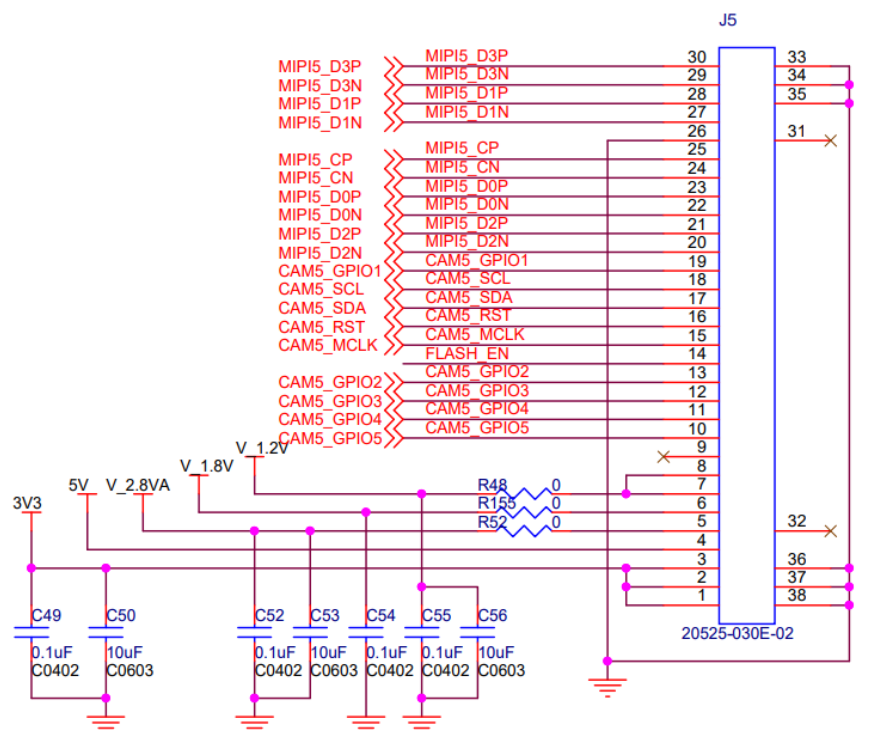 J5
MIPI5_D3P MIPI5_D3P 30 33
MIPI5_D3N MIPI5_D3N 29 34
MIPI5_D1P MIPI5_D1P 28 35
MIPI5_D1N MIPI5_D1N 27
26 31
MIPI5_CP MIPI5_CP 25
MIPI5_CN MIPI5_CN 24
MIPI5_D0P MIPI5_D0P 23
MIPI5_D0N MIPI5_D0N 22
MIPI5_D2P MIPI5_D2P 21
MIPI5_D2N MIPI5_D2N 20
CAM5_GPIO1 CAM5_GPIO1 19
CAM5_SCL CAM5_SCL 18
CAM5_SDA CAM5_SDA 17
CAM5_RST CAM5_RST 16
CAM5_MCLK CAM5_MCLK 15
FLASH_EN 14
CAM5_GPIO2 CAM5_GPIO2 13
CAM5_GPIO3 CAM5_GPIO3 12
CAM5_GPIO4 CAM5_GPIO4 11
CAM5_GPIO5 CAM5_GPIO5 10
V_1.2V 9
V_1.8V 8
5V V_2.8VA R48 0 7
3V3 R155 0 6
R52 0 5 32
4
3 36
2 37
1 38
C49 C50 C52 C53 C54 C55 C56 20525-030E-02
0.1uF 10uF 0.1uF 10uF 0.1uF 0.1uF 10uF
C0402 C0603 C0402 C0603 C0402 C0402 C0603